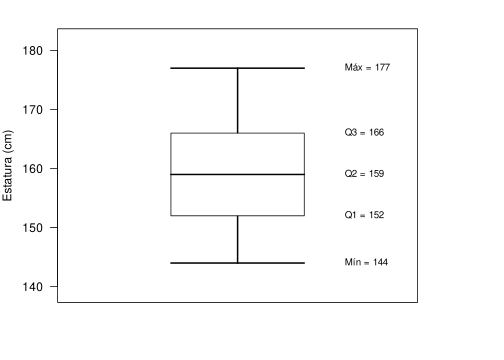 Estatura (cm)
180
170
160
150
140
Máx = 177
Q3 = 166
Q2 = 159
Q1 = 152
Mín = 144